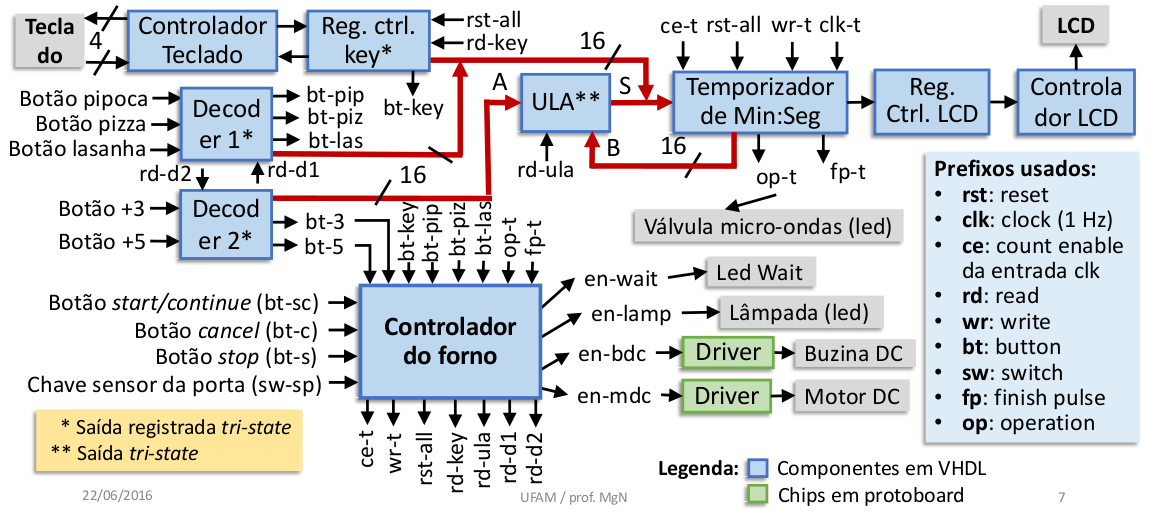 Tecla
do
4
Controlador
Teclado
Reg. ctrl.
key*
rst-all
rd-key
bt-key
16
ce-t
rst-all
wr-t
clk-t
LCD
Botão pipoca
Botão pizza
Botão lasanha
Decod
er 1*
bt-pip
bt-piz
bt-las
A
ULA**
S
B
rd-ula
16
Temporizador
de Min:Seg
Reg.
Ctrl. LCD
Controla
dor LCD
rd-d2
rd-d1
16
op-t
fp-t
Válvula micro-ondas (led)
Botão +3
Botão +5
Decod
er 2*
bt-3
bt-5
bt-key
bt-pip
bt-piz
bt-las
op-t
fp-t
Botão start/continue (bt-sc)
Botão cancel (bt-c)
Botão stop (bt-s)
Chave sensor da porta (sw-sp)
Controlador
do forno
en-wait
Led Wait
en-lamp
Lâmpada (led)
en-bdc
Driver
Buzina DC
en-mdc
Driver
Motor DC
ce-t
wr-t
rst-all
rd-key
rd-ula
rd-d1
rd-d2
Prefixos usados:
• rst: reset
• clk: clock (1 Hz)
• ce: count enable
da entrada clk
• rd: read
• wr: write
• bt: button
• sw: switch
• fp: finish pulse
• op: operation
* Saída registrada tri-state
** Saída tri-state
Legenda:
Componentes em VHDL
Chips em protoboard
22/06/2016
UFAM / prof. MgN
7